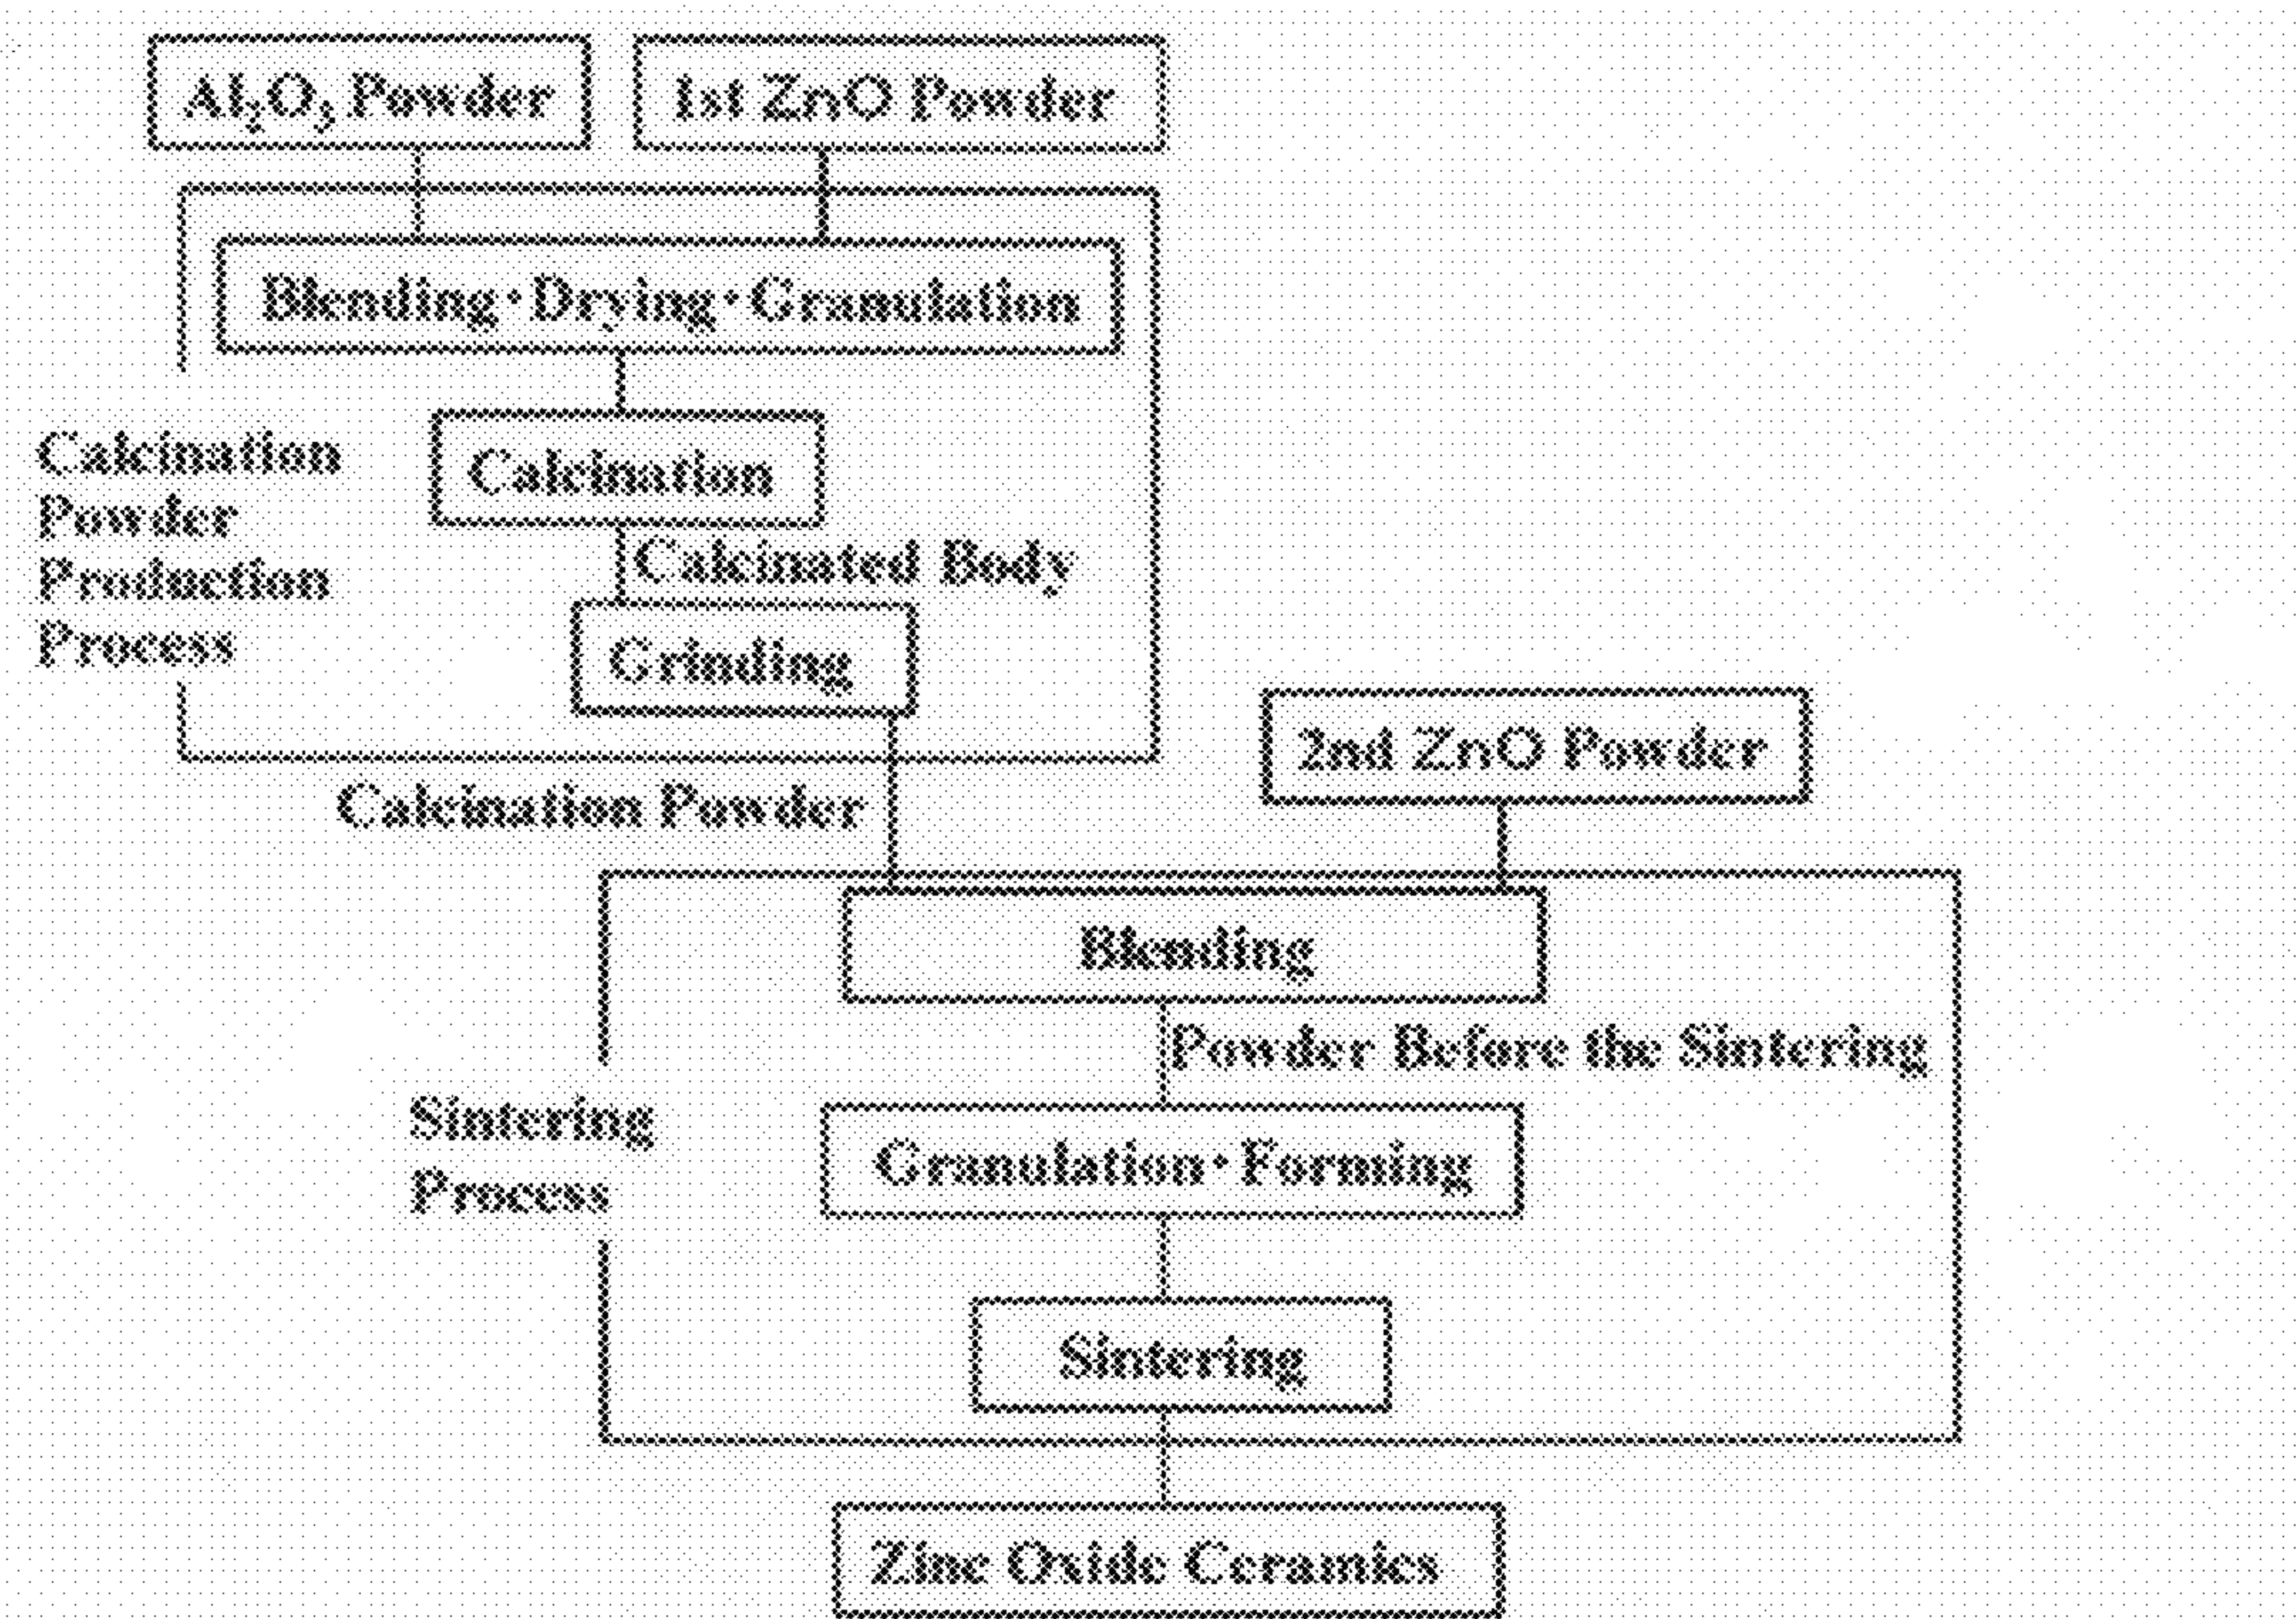 Al₂O₃ Powder
1st ZnO Powder
Blending・Drying・Granulation
Calcination
Powder
Production
Process
Calcination
Calcinated Body
Grinding
2nd ZnO Powder
Calcination Powder
Blending
Powder Before the Sintering
Sintering
Process
Granulation・Forming
Sintering
Zinc Oxide Ceramics